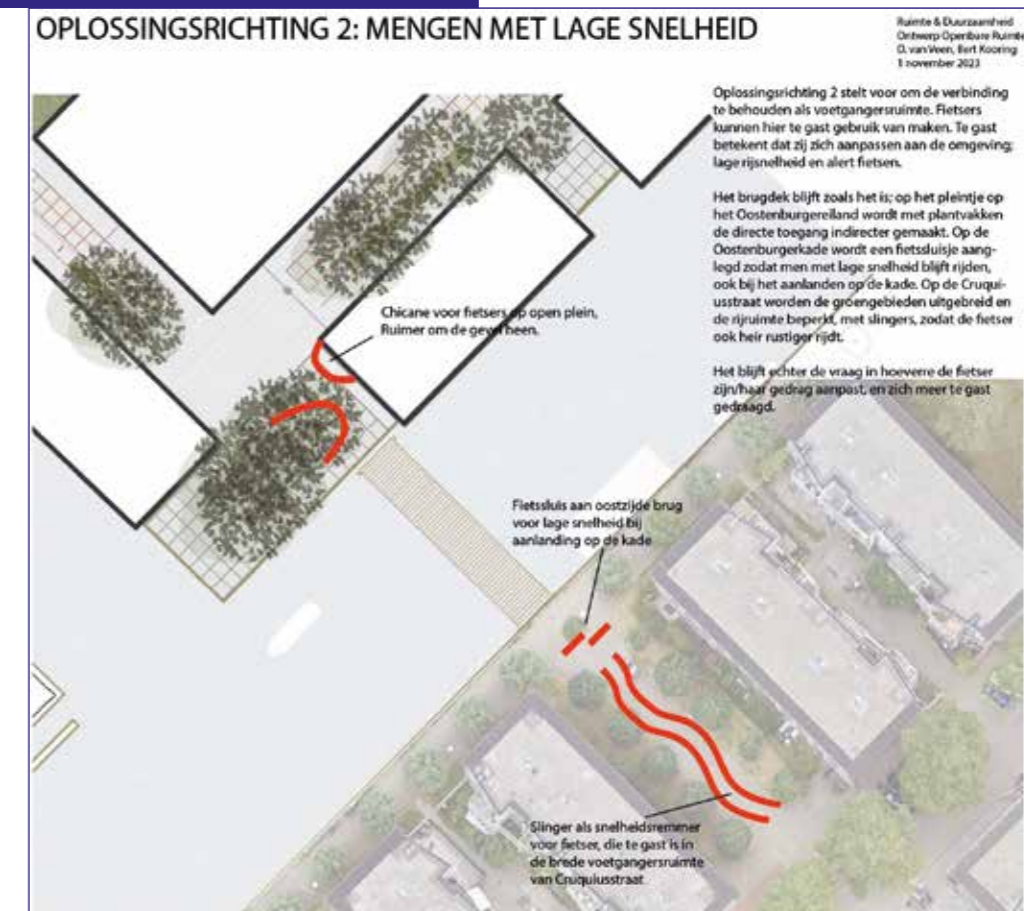 OPLOSSINGSRICHTING 2: MENGEN MET LAGE SNELHEID
Ruimte & Duurzaamheid
Ontwerp Openbare Ruimte
O. van Veen, Bert Kooring
1 november 2023
Oplossingsrichting 2 stelt voor om de verbinding
te behouden als voetgangersruimte. Fietsers
kunnen hier te gast gebruik van maken. Te gast
betekent dat zij zich aanpassen aan de omgeving;
lage rijsnelheid en alert fietsen.
Het brugdek blijft zoals het is; op het pleintje op
het Oostenburgereiland wordt met plantvakken
de directe toegang indirecter gemaakt. Op de
Oostenburgerkade wordt een fietssluisje aang-
legd zodat men met lage snelheid blijft rijden,
ook bij het aanlanden op de kade. Op de Cruqui-
usstraat worden de groengebieden uitgebreid en
de rijruimte beperkt, met slingers, zodat de fietser
ook heir rustiger rijdt.
Het blijft echter de vraag in hoeverre de fietser
zijn/haar gedrag aanpast, en zich meer te gast
gedraagd.
Chicane voor fietsers op open plein.
Ruimer om de gevel heen.
Fietssluis aan oostzijde brug
voor lage snelheid bij
aanlanding op de kade
Slinger als snelheidsremmer
voor fietser, die te gast is in
de brede voetgangersruimte
van Cruquiusstraat